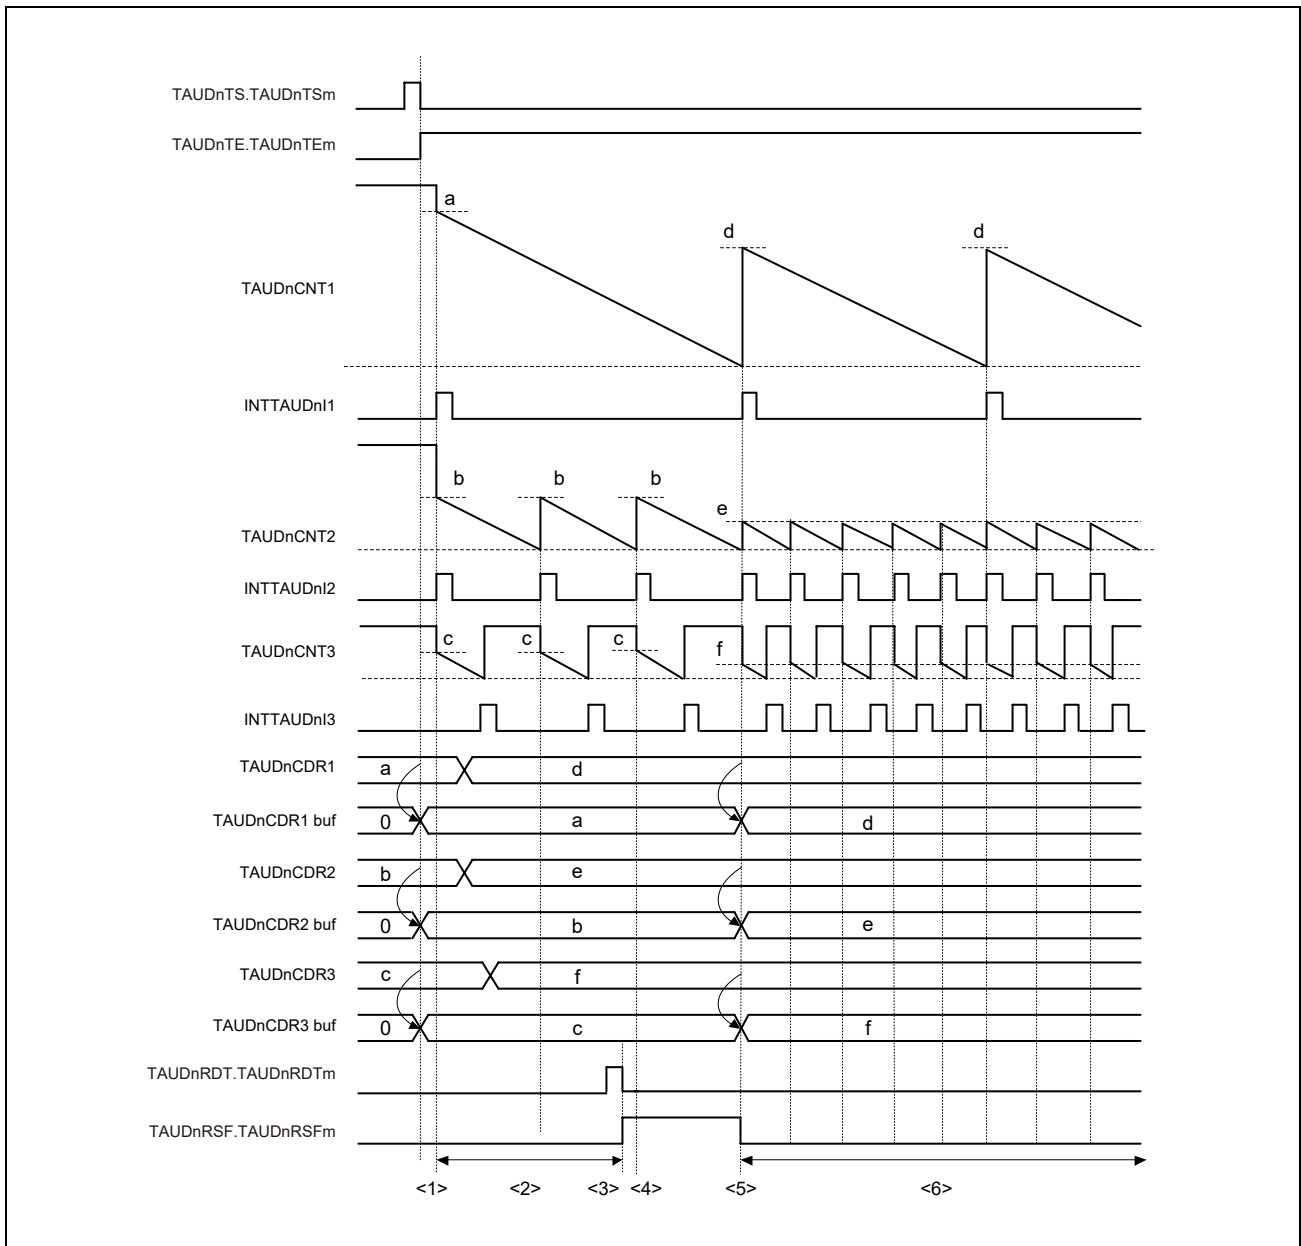 TAUDnTS.TAUDnTSm
TAUDnTE.TAUDnTEm
a
d d
TAUDnCNT1
INTTAUDnI1
b b b
e
TAUDnCNT2
INTTAUDnI2
c c c f
TAUDnCNT3
INTTAUDnI3
TAUDnCDR1 a d
TAUDnCDR1 buf 0 a d
TAUDnCDR2 b e
TAUDnCDR2 buf 0 b e
TAUDnCDR3 c f
TAUDnCDR3 buf 0 c f
TAUDnRDT.TAUDnRDTm
TAUDnRSF.TAUDnRSFm
<1> <2> <3> <4> <5> <6>